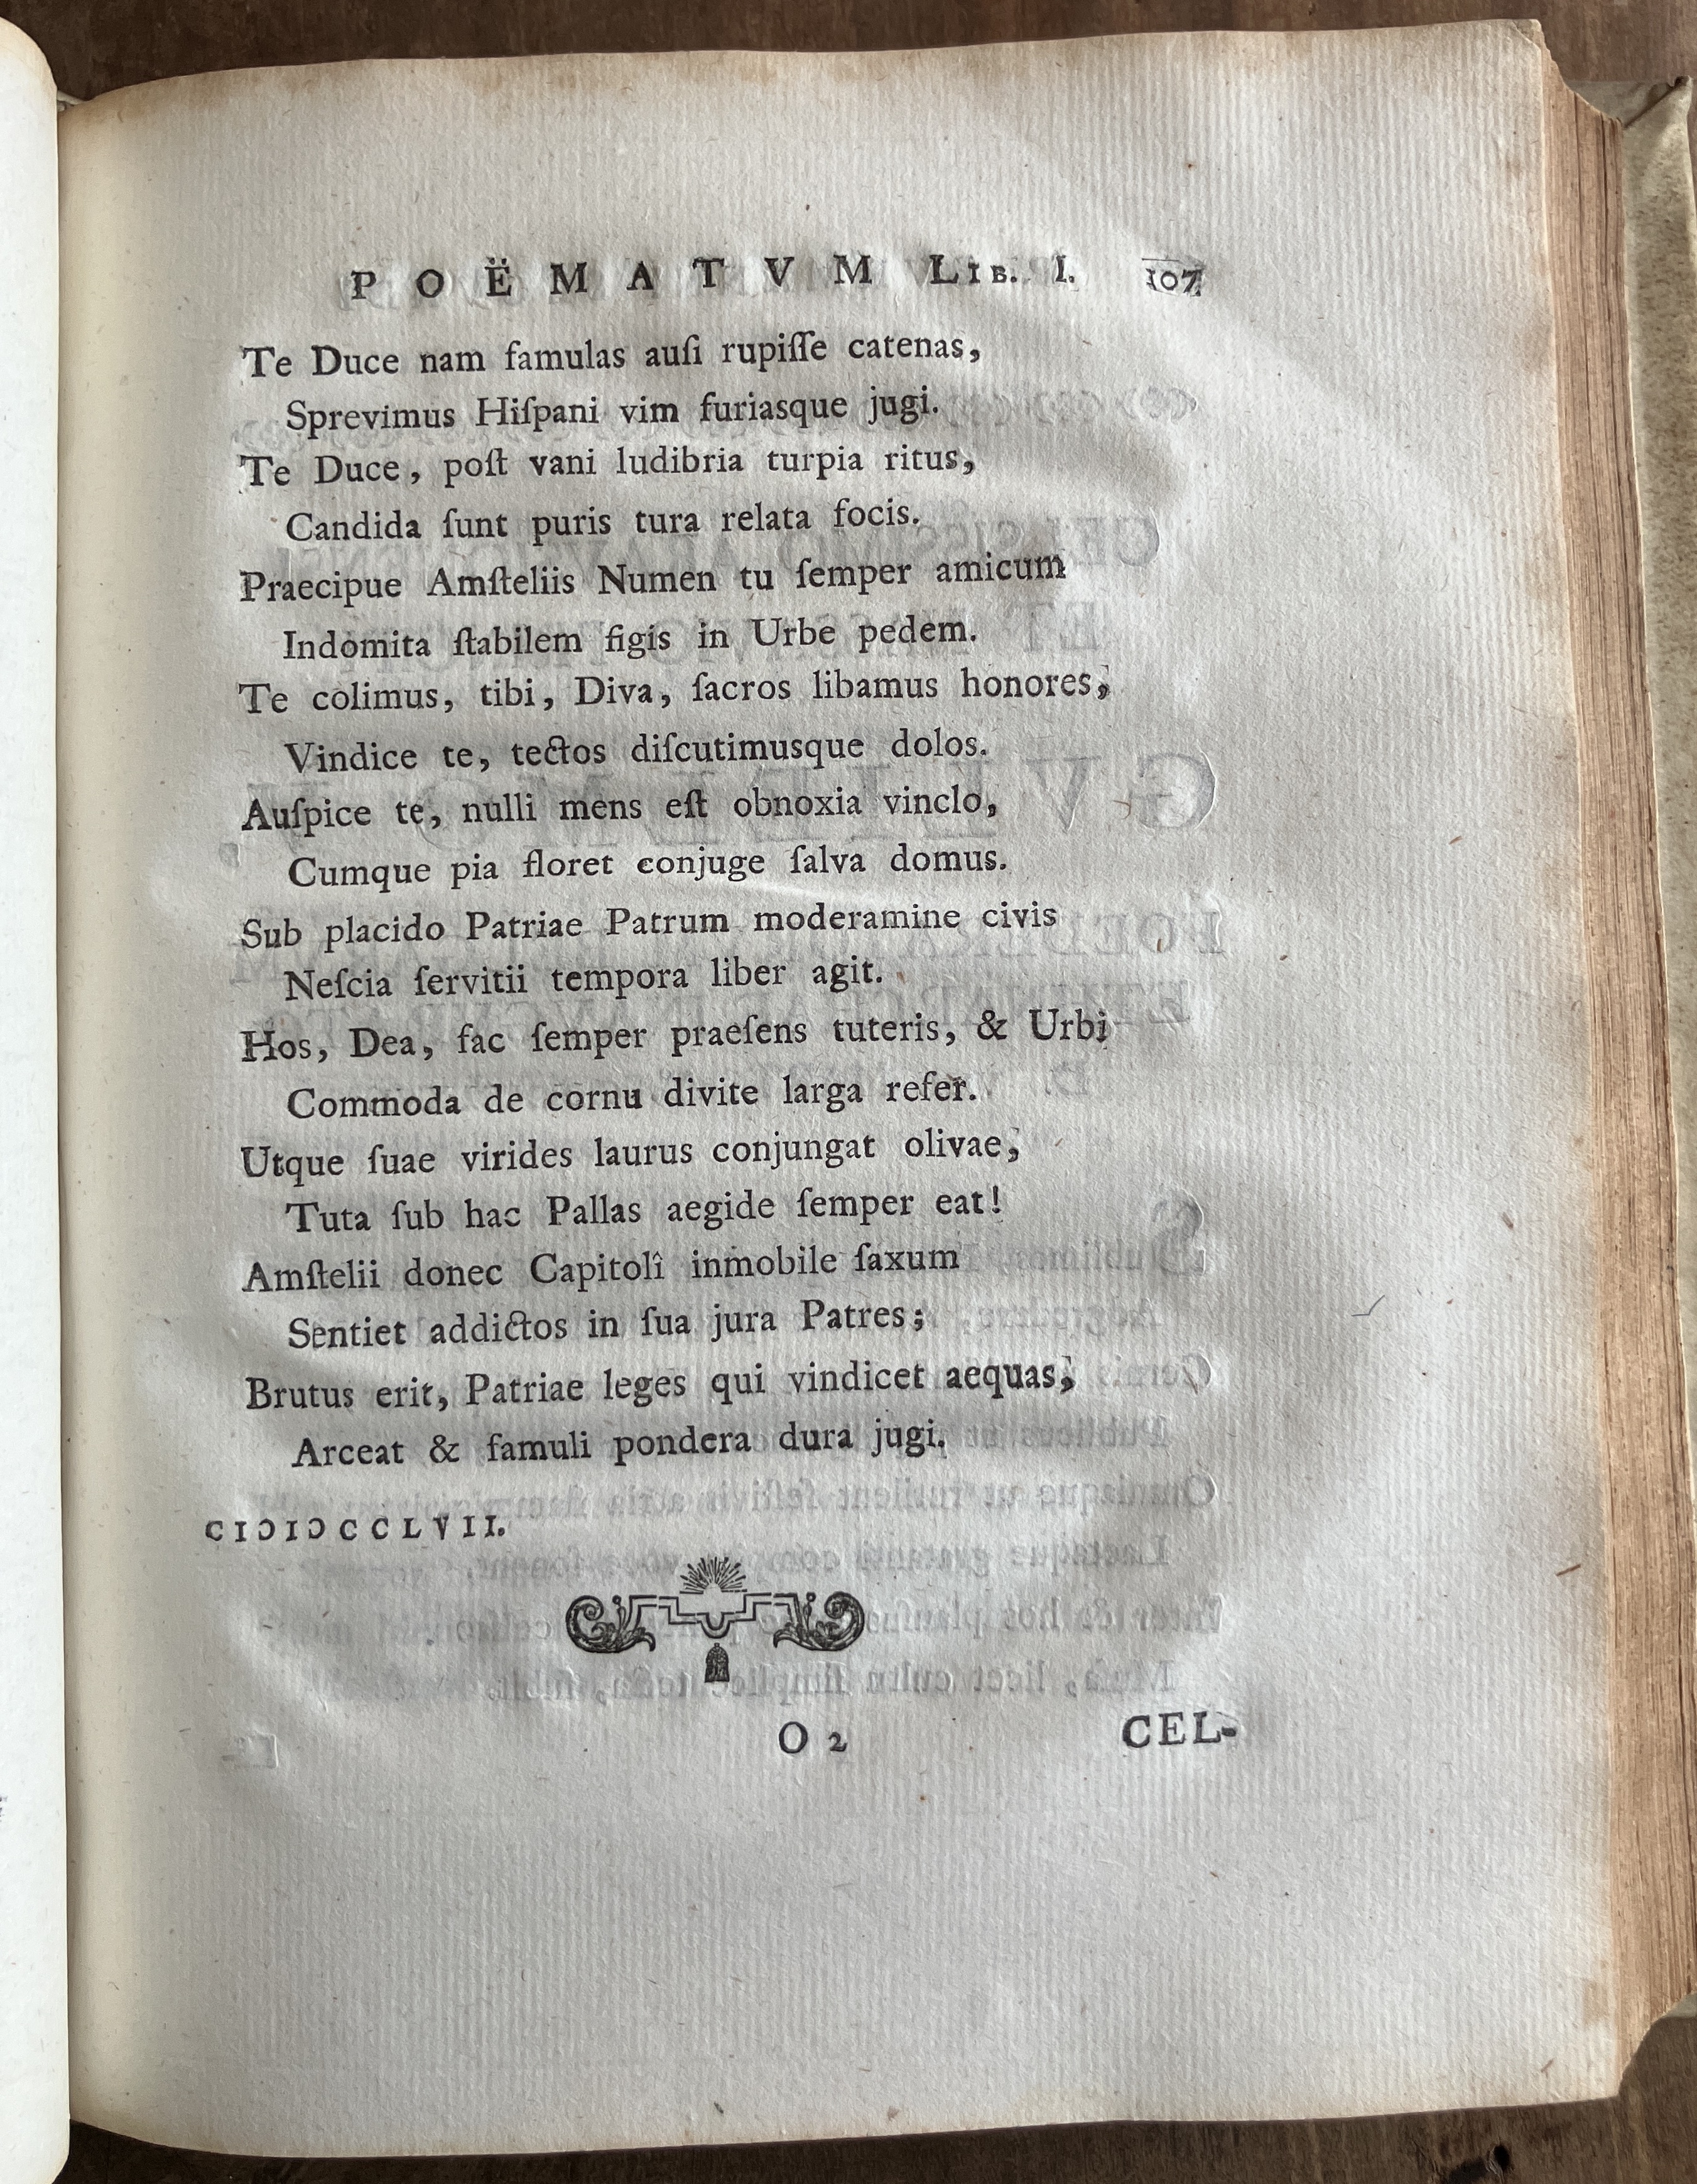 POËMATVM LIB. I. 107
Te Duce nam famulas auſi rupiſſe catenas,
Sprevimus Hiſpani vim furiasque jugi.
Te Duce, poſt vani ludibria turpia ritus,
Candida ſunt puris tura relata focis.
Praecipue Amſteliis Numen tu ſemper amicum
Indomita ſtabilem figis in Urbe pedem.
Te colimus, tibi, Diva, ſacros libamus honores,
Vindice te, tectos diſcutimusque dolos.
Auſpice te, nulli mens eſt obnoxia vinclo,
Cumque pia floret conjuge ſalva domus.
Sub placido Patriae Patrum moderamine civis
Neſcia ſervitii tempora liber agit.
Hos, Dea, fac ſemper praeſens tuteris, & Urbi
Commoda de cornu divite larga refer.
Utque ſuae virides laurus conjungat olivae,
Tuta ſub hac Pallas aegide ſemper eat!
Amſtelii donec Capitolî inmobile ſaxum
Sentiet addictos in ſua jura Patres;
Brutus erit, Patriae leges qui vindicet aequas,
Arceat & famuli pondera dura jugi.
CIↃIↃCCLVII.
O 2 CEL-